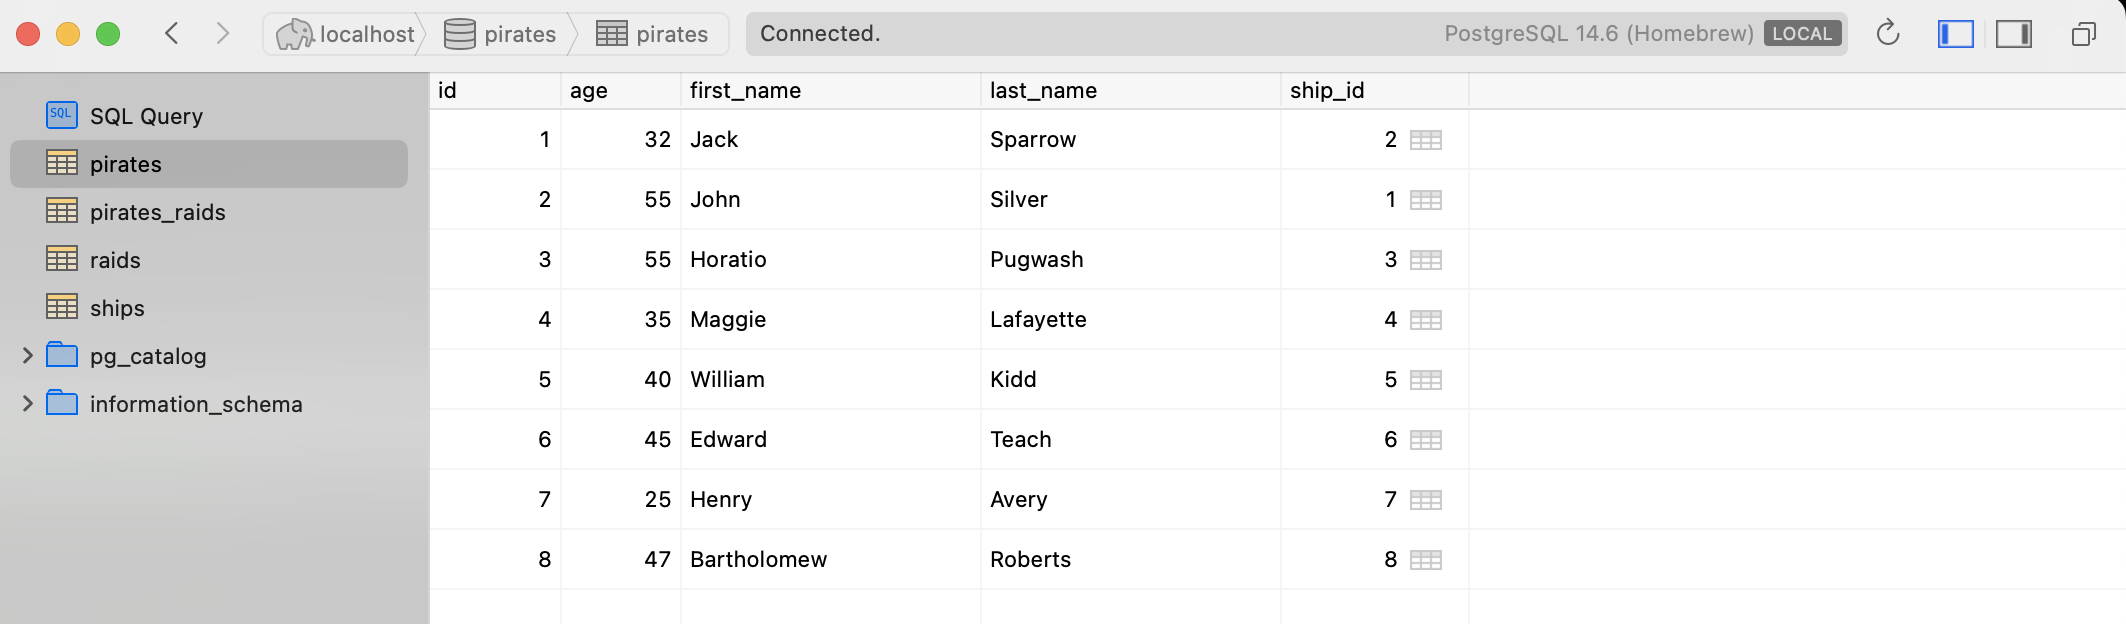 localhost pirates pirates Connected. PostgreSQL 14.6 (Homebrew) LOCAL
SQL SQL Query
pirates
pirates_raids
raids
ships
pg_catalog
information_schema
id age first_name last_name ship_id
1 32 Jack Sparrow 2
2 55 John Silver 1
3 55 Horatio Pugwash 3
4 35 Maggie Lafayette 4
5 40 William Kidd 5
6 45 Edward Teach 6
7 25 Henry Avery 7
8 47 Bartholomew Roberts 8